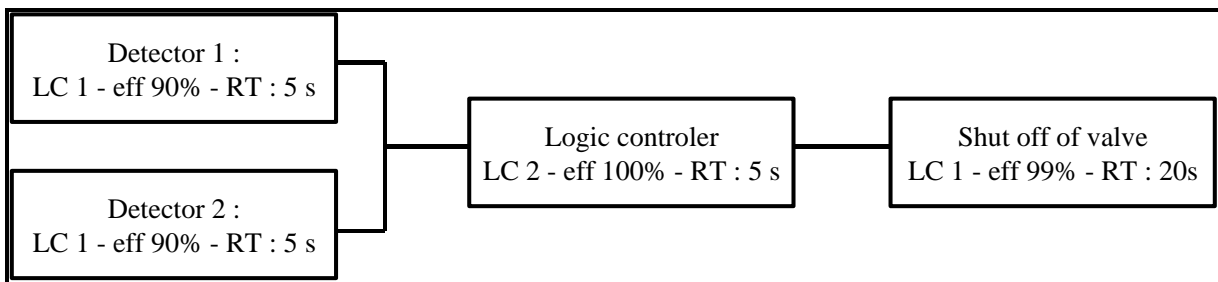 Detector 1 :
LC 1 - eff 90% - RT : 5 s
Logic controler
LC 2 - eff 100% - RT : 5 s
Shut off of valve
LC 1 - eff 99% - RT : 20s
Detector 2 :
LC 1 - eff 90% - RT : 5 s